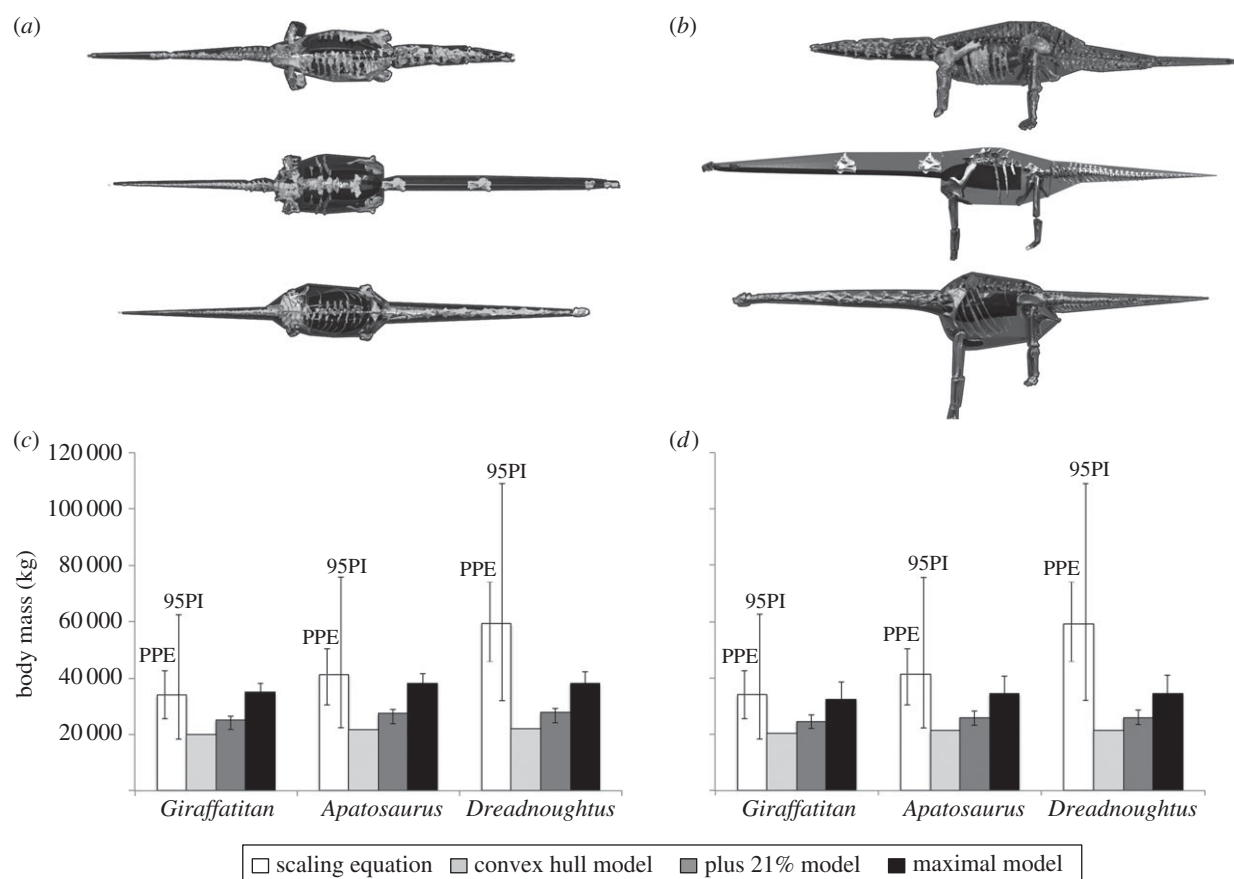 (a)
(b)
(c)
(d)
120 000
100 000
80 000
60 000
40 000
20 000
body mass (kg)
PPE
95PI
PPE
95PI
PPE
95PI
Giraffatitan
Apatosaurus
Dreadnoughtus
PPE
95PI
PPE
95PI
PPE
95PI
Giraffatitan
Apatosaurus
Dreadnoughtus
scaling equation
convex hull model
plus 21% model
maximal model